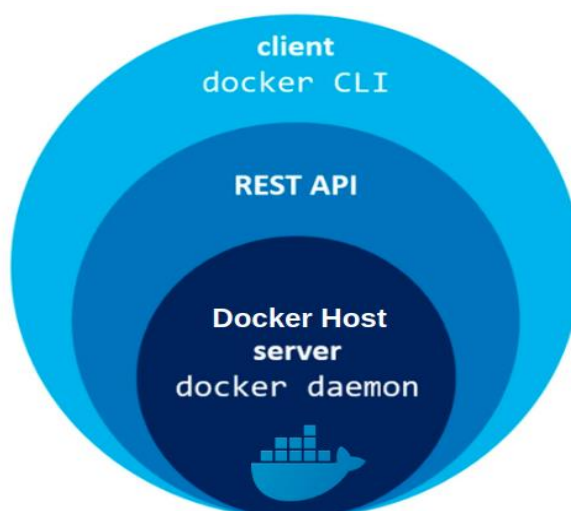 client
docker CLI
REST API
Docker Host
server
docker daemon